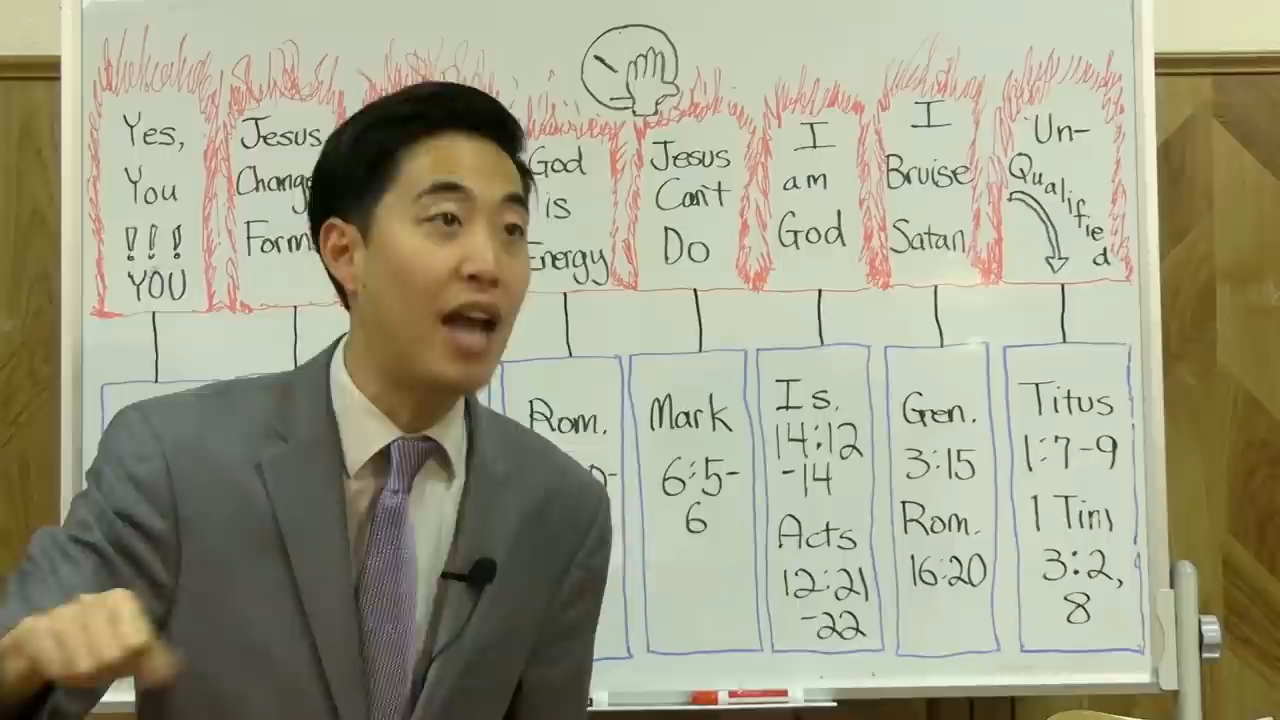 Yes,
You
!!!
YOU
Jesus
Form
God
is
Energy
Jesus
Can't
Do
I
am
God
I
Bruise
Satan
Un-
Qualified
Rom.
Mark
6:5-
6
Is.
14:12
-14
Acts
12:21
-22
Gen.
3:15
Rom.
16:20
Titus
1:7-9
1 Tim
3:2,
8